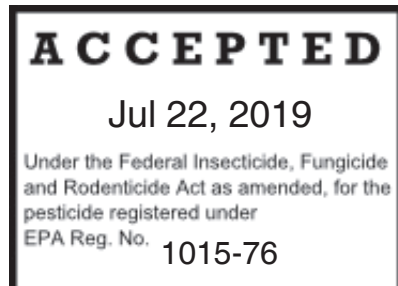 ACCEPTED
Jul 22, 2019
Under the Federal Insecticide, Fungicide
and Rodenticide Act as amended, for the
pesticide registered under
EPA Reg. No. 1015-76